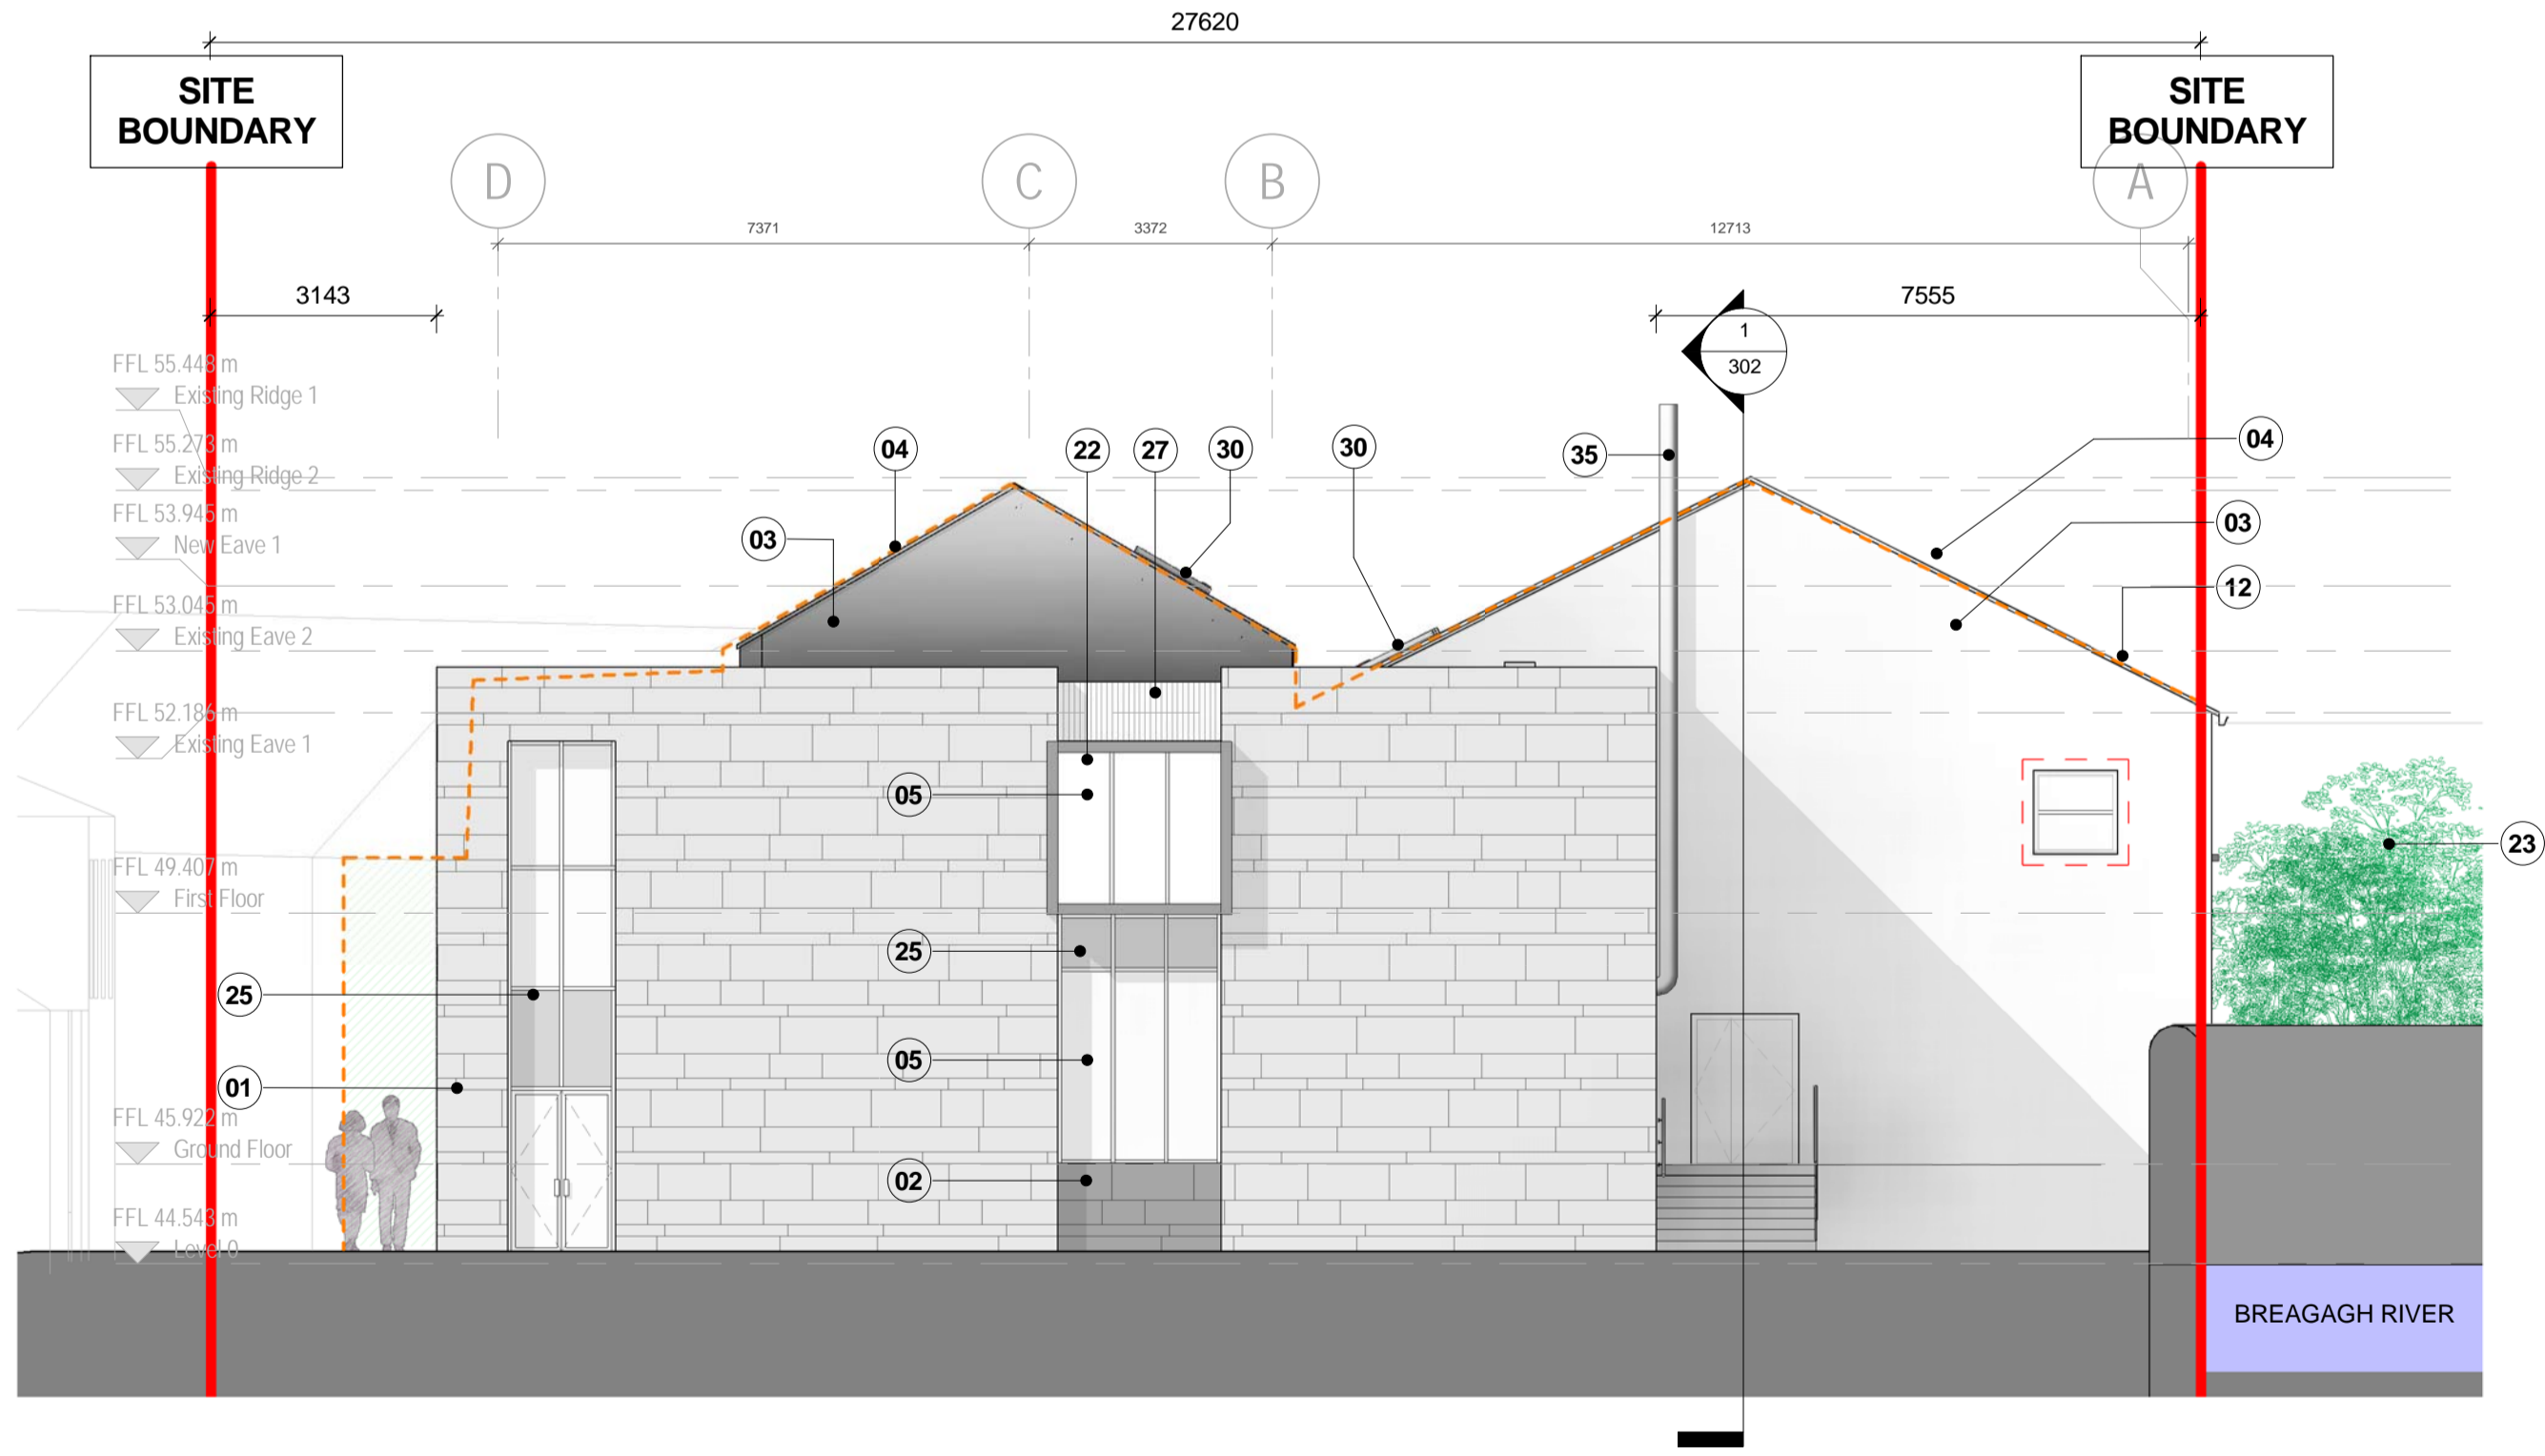 27620
SITE
BOUNDARY
SITE
BOUNDARY
D
C
B
A
7371
3372
12713
3143
7555
1
302
FFL 55.448 m
Existing Ridge 1
FFL 55.273 m
Existing Ridge 2
FFL 53.945 m
New Eave 1
FFL 53.045 m
Existing Eave 2
FFL 52.186 m
Existing Eave 1
FFL 49.407 m
First Floor
FFL 45.922 m
Ground Floor
FFL 44.543 m
Level 0
04
22
27
30
30
35
04
03
03
12
05
23
25
25
05
01
02
BREAGAGH RIVER